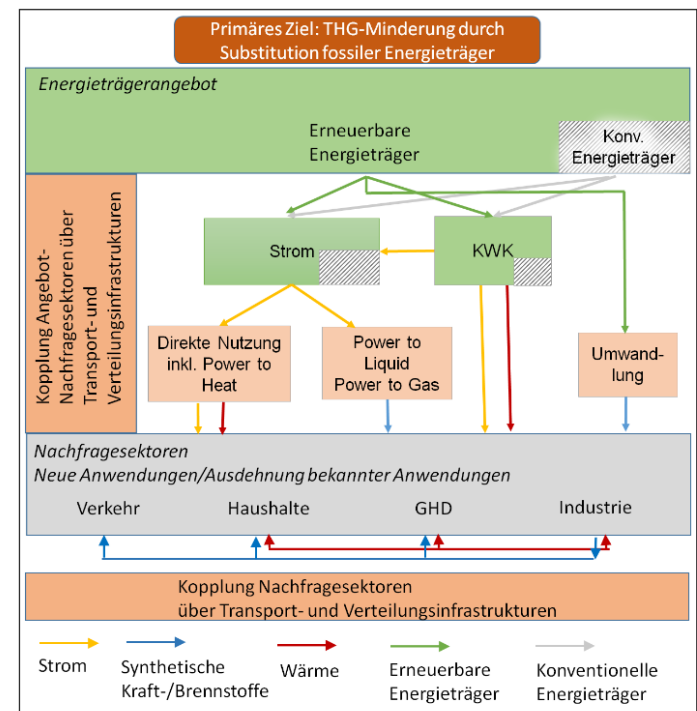 Primäres Ziel: THG-Minderung durch
Substitution fossiler Energieträger
Energieträgerangebot
Erneuerbare
Energieträger
Konv.
Energieträger
Kopplung Angebot-
Nachfragesektoren über
Transport- und
Verteilungsinfrastrukturen
Strom
KWK
Direkte Nutzung
inkl. Power to
Heat
Power to
Liquid
Power to Gas
Umwand-
lung
Nachfragesektoren
Neue Anwendungen/Ausdehnung bekannter Anwendungen
Verkehr
Haushalte
GHD
Industrie
Kopplung Nachfragesektoren
über Transport- und Verteilungsinfrastrukturen
Strom
Synthetische
Kraft-/Brennstoffe
Wärme
Erneuerbare
Energieträger
Konventionelle
Energieträger